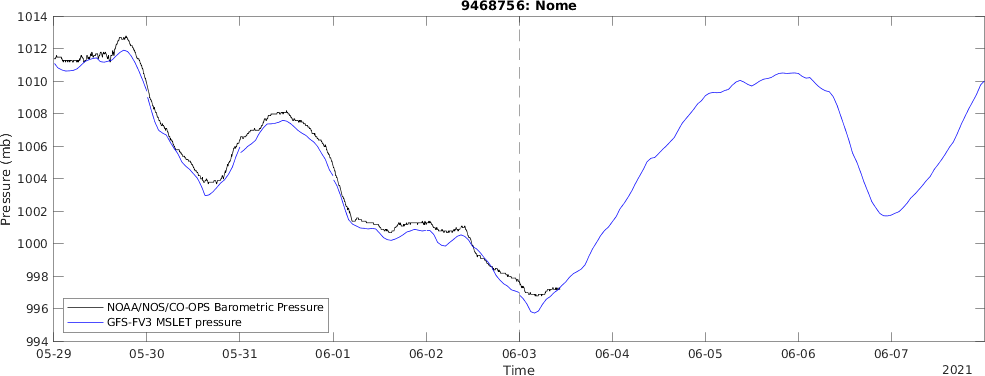 9468756: Nome
1014
1012
1010
1008
1006
1004
1002
1000
998
996
994
Pressure (mb)
NOAA/NOS/CO-OPS Barometric Pressure
GFS-FV3 MSLET pressure
05-29 05-30 05-31 06-01 06-02 06-03 06-04 06-05 06-06 06-07
Time
2021